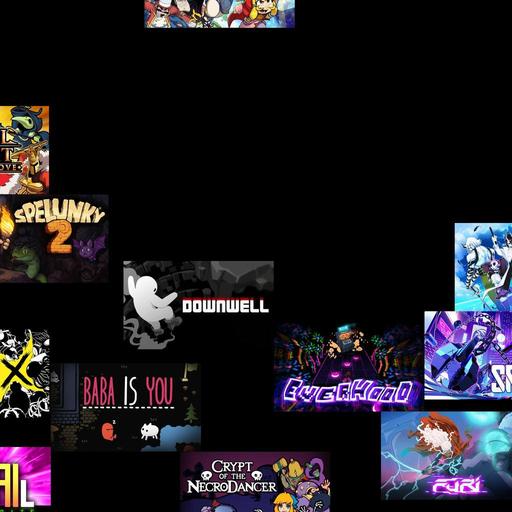 SPELUNKY
2
DOWNWELL
X
BABA IS YOU
EVERHOOD
CRYPT
OF THE
NECRODANCER
FURI